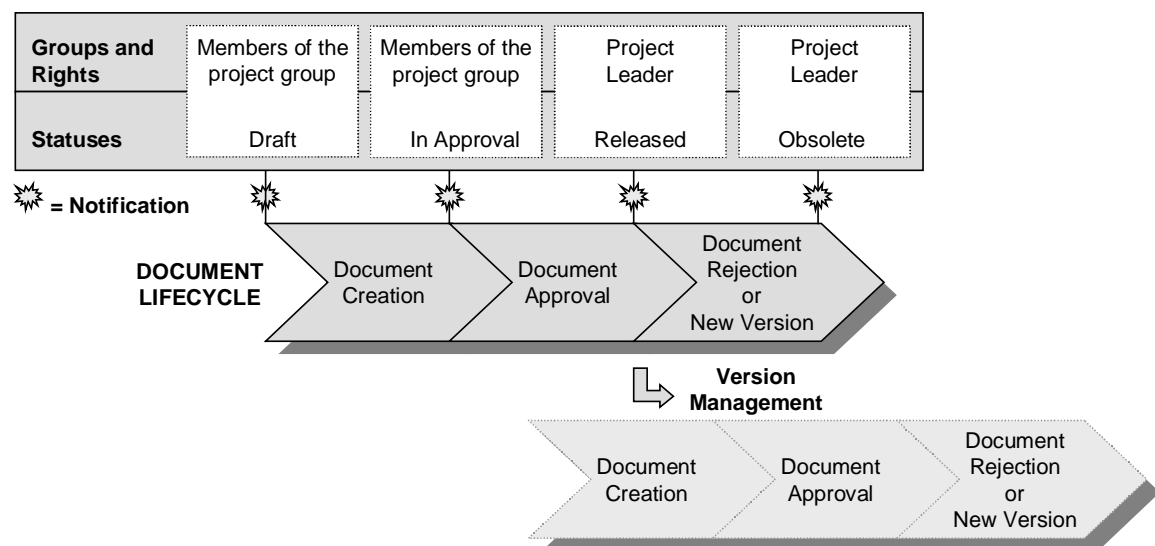 Groups and
Rights
Members of the
project group
Members of the
project group
Project
Leader
Project
Leader
Statuses
Draft
In Approval
Released
Obsolete
= Notification
DOCUMENT
LIFECYCLE
Document
Creation
Document
Approval
Document
Rejection
or
New Version
Version
Management
Document
Creation
Document
Approval
Document
Rejection
or
New Version